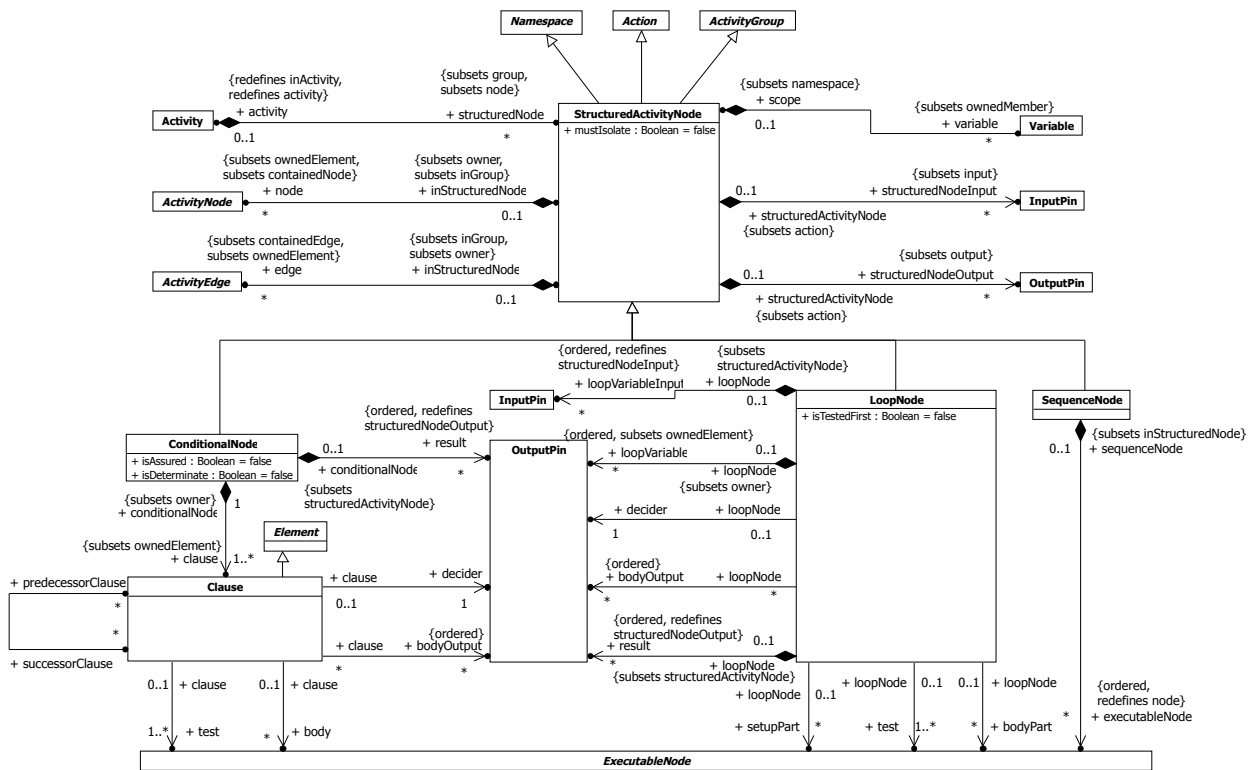 Namespace
Action
ActivityGroup
{redefines inActivity,
redefines activity}
+ activity
0..1
{subsets group,
subsets node}
+ structuredNode
*
Activity
StructuredActivityNode
+ mustIsolate : Boolean = false
{subsets namespace}
+ scope
0..1
{subsets ownedMember}
+ variable
*
Variable
{subsets ownedElement,
subsets containedNode}
+ node
*
{subsets owner,
subsets inGroup}
+ inStructuredNode
0..1
ActivityNode
{subsets input}
0..1
+ structuredNodeInput
*
+ structuredActivityNode
{subsets action}
InputPin
{subsets containedEdge,
subsets ownedElement}
+ edge
*
{subsets inGroup,
subsets owner}
+ inStructuredNode
0..1
ActivityEdge
{subsets output}
0..1
+ structuredNodeOutput
*
+ structuredActivityNode
{subsets action}
OutputPin
{ordered, redefines
structuredNodeInput}
+ loopVariableInput
*
{subsets
structuredActivityNode}
+ loopNode
0..1
InputPin
LoopNode
+ isTestedFirst : Boolean = false
SequenceNode
{subsets inStructuredNode}
+ sequenceNode
0..1
ConditionalNode
+ isAssured : Boolean = false
+ isDeterminate : Boolean = false
{ordered, redefines
structuredNodeOutput}
+ result
*
0..1
+ conditionalNode
{subsets
structuredActivityNode}
OutputPin
{ordered, subsets ownedElement}
+ loopVariable
*
0..1
+ loopNode
{subsets owner}
+ decider
1
+ loopNode
0..1
{ordered}
+ bodyOutput
*
+ loopNode
*
{ordered, redefines
structuredNodeOutput}
+ result
*
0..1
+ loopNode
{subsets structuredActivityNode}
{subsets owner}
+ conditionalNode
1
{subsets ownedElement}
+ clause
1..*
Element
Clause
+ predecessorClause
*
*
+ successorClause
+ clause
0..1
+ decider
1
+ clause
*
{ordered}
+ bodyOutput
*
0..1
+ clause
1..*
+ test
0..1
+ clause
*
+ body
+ loopNode
0..1
+ setupPart
*
+ loopNode
0..1
+ test
1..*
0..1
+ loopNode
*
+ bodyPart
{ordered,
redefines node}
+ executableNode
*
ExecutableNode